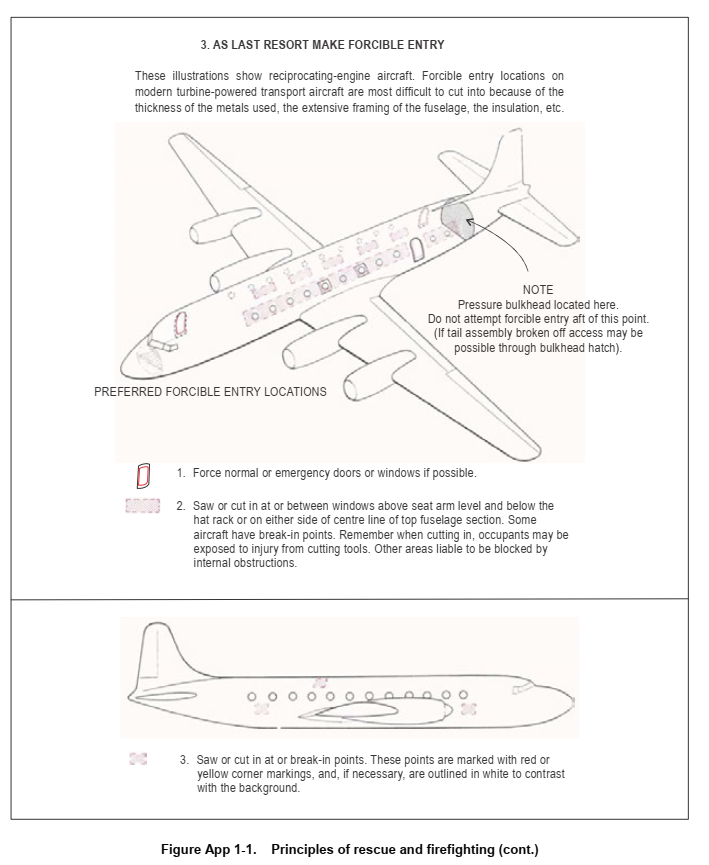 3. AS LAST RESORT MAKE FORCIBLE ENTRY
These illustrations show reciprocating-engine aircraft. Forcible entry locations on
modern turbine-powered transport aircraft are most difficult to cut into because of the
thickness of the metals used, the extensive framing of the fuselage, the insulation, etc.
NOTE
Pressure bulkhead located here.
Do not attempt forcible entry aft of this point.
(If tail assembly broken off access may be
possible through bulkhead hatch).
PREFERRED FORCIBLE ENTRY LOCATIONS
1. Force normal or emergency doors or windows if possible.
2. Saw or cut in at or between windows above seat arm level and below the
hat rack or on either side of centre line of top fuselage section. Some
aircraft have break-in points. Remember when cutting in, occupants may be
exposed to injury from cutting tools. Other areas liable to be blocked by
internal obstructions.
3. Saw or cut in at or break-in points. These points are marked with red or
yellow corner markings, and, if necessary, are outlined in white to contrast
with the background.
Figure App 1-1. Principles of rescue and firefighting (cont.)